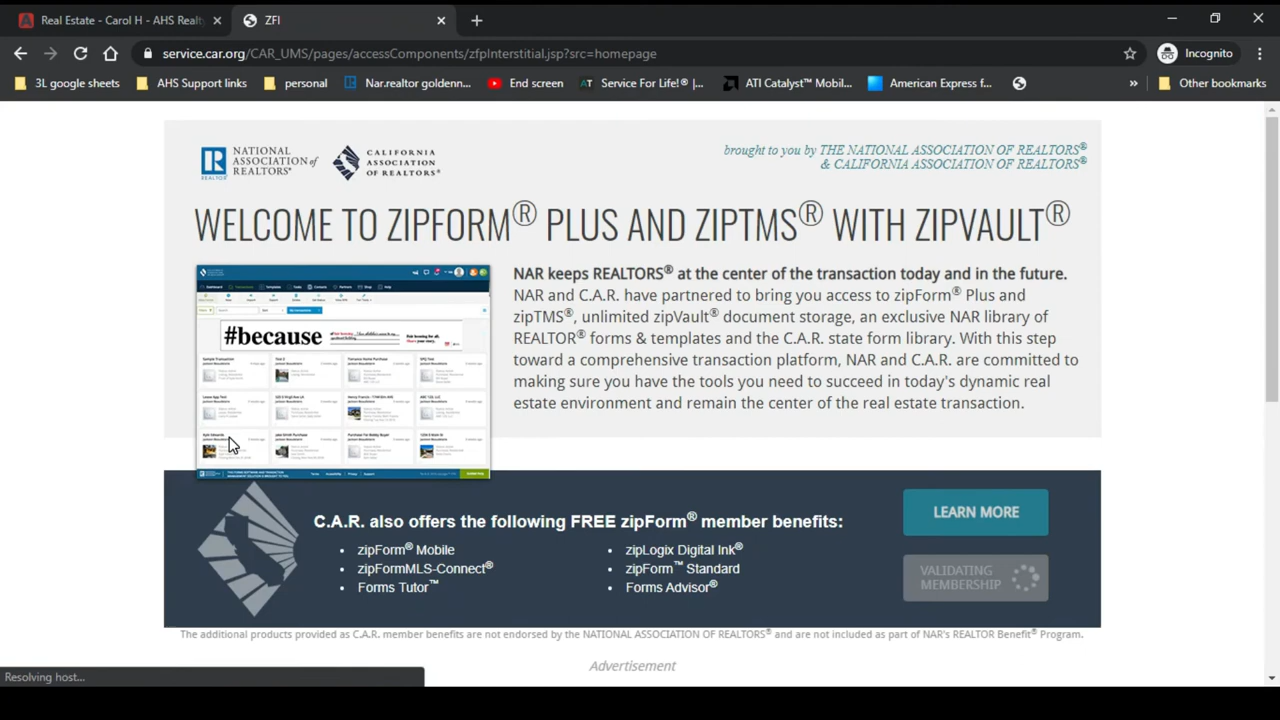 Real Estate - Carol H - AHS Realt
ZFI
service.car.org/CAR_UMS/pages/accessComponents/zfpInterstitial.jsp?src=homepage
Incognito
3L google sheets
AHS Support links
personal
Nar.realtor goldenn...
End screen
AT Service For Life! ® |...
ATI Catalyst™ Mobil...
American Express f...
»
Other bookmarks
NATIONAL
ASSOCIATION of
REALTORS®
REALTOR
CALIFORNIA
ASSOCIATION
OF REALTORS®
brought to you by THE NATIONAL ASSOCIATION OF REALTORS®
& CALIFORNIA ASSOCIATION OF REALTORS®
WELCOME TO ZIPFORM® PLUS AND ZIPTMS® WITH ZIPVAULT®
#because
NAR keeps REALTORS® at the center of the transaction today and in the future.
NAR and C.A.R. have partnered to bring you access to zipForm® Plus and
zipTMS®, unlimited zipVault® document storage, an exclusive NAR library of
REALTOR® forms & templates and the C.A.R. state form library. With this step
toward a comprehensive transaction platform, NAR and C.A.R. are committed to
making sure you have the tools you need to succeed in today's dynamic real
estate environment and remain the center of the real estate transaction.
C.A.R. also offers the following FREE zipForm® member benefits:
• zipForm® Mobile
• zipFormMLS-Connect®
• Forms Tutor™
• zipLogix Digital Ink®
• zipForm™ Standard
• Forms Advisor®
LEARN MORE
VALIDATING
MEMBERSHIP
The additional products provided as C.A.R. member benefits are not endorsed by the NATIONAL ASSOCIATION OF REALTORS® and are not included as part of NAR's REALTOR Benefit® Program.
Advertisement
Resolving host...